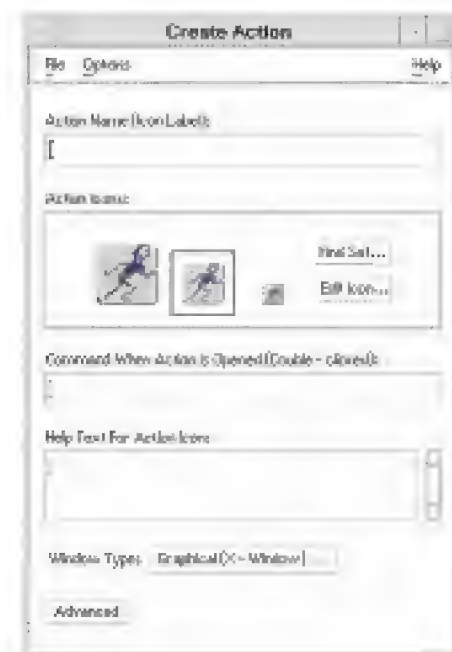 Create Action
File Options Help
Action Name (Icon Label):
Action Icons:
Find Set...
Edit Icon...
Command When Action Is Opened (Double - clicked):
Help Text For Action Icon:
Window Type: Graphical (X - Window)
Advanced